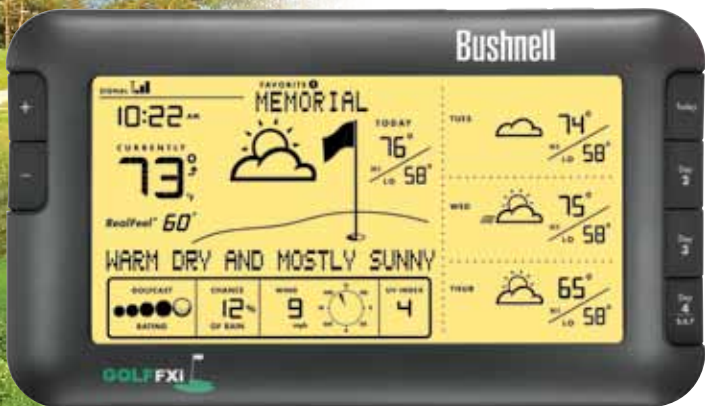 Bushnell
SIGNAL
FAVORITE 1
MEMORIAL
10:22 AM
CURRENTLY
73°F
RealFeel® 60°
TODAY
76°
HI
LO 58°
WARM DRY AND MOSTLY SUNNY
GOLFCAST
RATING
CHANCE
12%
OF RAIN
WIND
9
mph
UV INDEX
4
TUES
74°
HI
LO 58°
WED
75°
HI
LO 58°
THUR
65°
HI
LO 58°
+
-
Today
Day
2
Day
3
Day
4
5,6,7
GOLF FXi